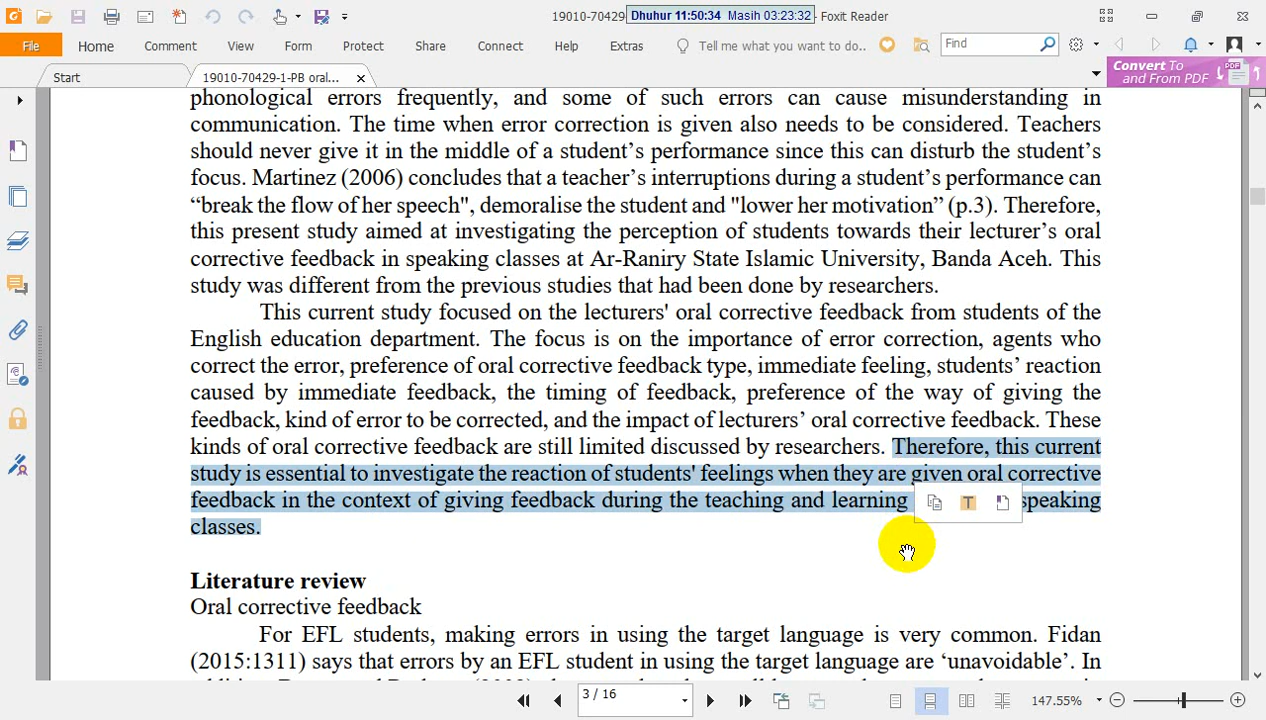 19010-70429
Dhuhur 11:50:34 Masih 03:23:32
- Foxit Reader
File Home Comment View Form Protect Share Connect Help Extras Tell me what you want to do.. Find
Start
19010-70429-1-PB oral...
Convert To
and From PDF
PDF
phonological errors frequently, and some of such errors can cause misunderstanding in
communication. The time when error correction is given also needs to be considered. Teachers
should never give it in the middle of a student’s performance since this can disturb the student’s
focus. Martinez (2006) concludes that a teacher’s interruptions during a student’s performance can
“break the flow of her speech", demoralise the student and "lower her motivation” (p.3). Therefore,
this present study aimed at investigating the perception of students towards their lecturer’s oral
corrective feedback in speaking classes at Ar-Raniry State Islamic University, Banda Aceh. This
study was different from the previous studies that had been done by researchers.
This current study focused on the lecturers' oral corrective feedback from students of the
English education department. The focus is on the importance of error correction, agents who
correct the error, preference of oral corrective feedback type, immediate feeling, students’ reaction
caused by immediate feedback, the timing of feedback, preference of the way of giving the
feedback, kind of error to be corrected, and the impact of lecturers’ oral corrective feedback. These
kinds of oral corrective feedback are still limited discussed by researchers. Therefore, this current
study is essential to investigate the reaction of students' feelings when they are given oral corrective
feedback in the context of giving feedback during the teaching and learning speaking
classes.
Literature review
Oral corrective feedback
For EFL students, making errors in using the target language is very common. Fidan
(2015:1311) says that errors by an EFL student in using the target language are ‘unavoidable’. In
3 / 16
147.55%